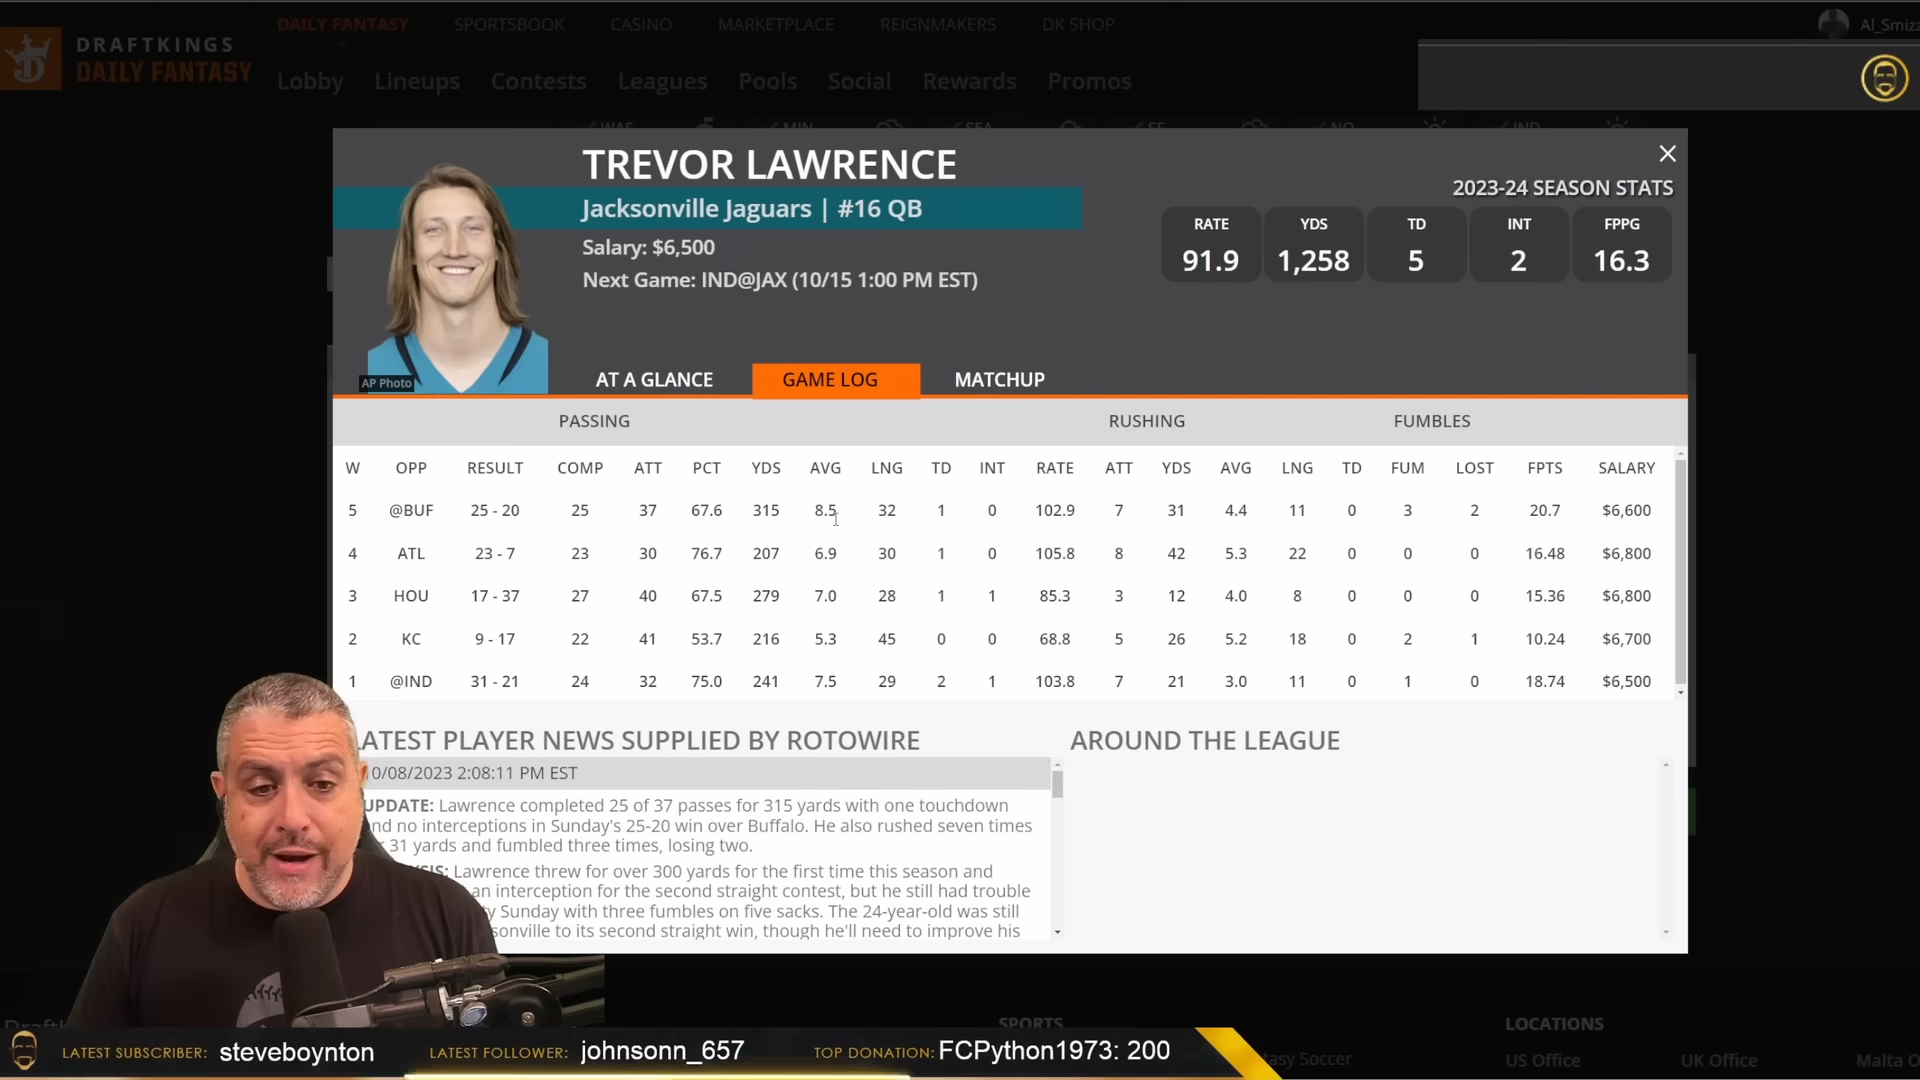 DAILY FANTASY SPORTSBOOK CASINO MARKETPLACE REIGNMAKERS DK SHOP
Al_Smizz
DRAFTKINGS
DAILY FANTASY
Lobby Lineups Contests Leagues Pools Social Rewards Promos
WAS MIN SEA SF NO IND
TREVOR LAWRENCE
Jacksonville Jaguars | #16 QB
Salary: $6,500
Next Game: IND@JAX (10/15 1:00 PM EST)
2023-24 SEASON STATS
RATE YDS TD INT FPPG
91.9 1,258 5 2 16.3
AP Photo
AT A GLANCE GAME LOG MATCHUP
PASSING RUSHING FUMBLES
W OPP RESULT COMP ATT PCT YDS AVG LNG TD INT RATE ATT YDS AVG LNG TD FUM LOST FPTS SALARY
5 @BUF 25 - 20 25 37 67.6 315 8.5 32 1 0 102.9 7 31 4.4 11 0 3 2 20.7 $6,600
4 ATL 23 - 7 23 30 76.7 207 6.9 30 1 0 105.8 8 42 5.3 22 0 0 0 16.48 $6,800
3 HOU 17 - 37 27 40 67.5 279 7.0 28 1 1 85.3 3 12 4.0 8 0 0 0 15.36 $6,800
2 KC 9 - 17 22 41 53.7 216 5.3 45 0 0 68.8 5 26 5.2 18 0 2 1 10.24 $6,700
1 @IND 31 - 21 24 32 75.0 241 7.5 29 2 1 103.8 7 21 3.0 11 0 1 0 18.74 $6,500
ATEST PLAYER NEWS SUPPLIED BY ROTOWIRE
AROUND THE LEAGUE
0/08/2023 2:08:11 PM EST
UPDATE: Lawrence completed 25 of 37 passes for 315 yards with one touchdown
nd no interceptions in Sunday's 25-20 win over Buffalo. He also rushed seven times
31 yards and fumbled three times, losing two.
SIS: Lawrence threw for over 300 yards for the first time this season and
an interception for the second straight contest, but he still had trouble
y Sunday with three fumbles on five sacks. The 24-year-old was still
sonville to its second straight win, though he'll need to improve his
SPORTS
LOCATIONS
tasy Soccer US Office UK Office Malta O
LATEST SUBSCRIBER: steveboynton LATEST FOLLOWER: johnsonn_657 TOP DONATION: FCPython1973: 200